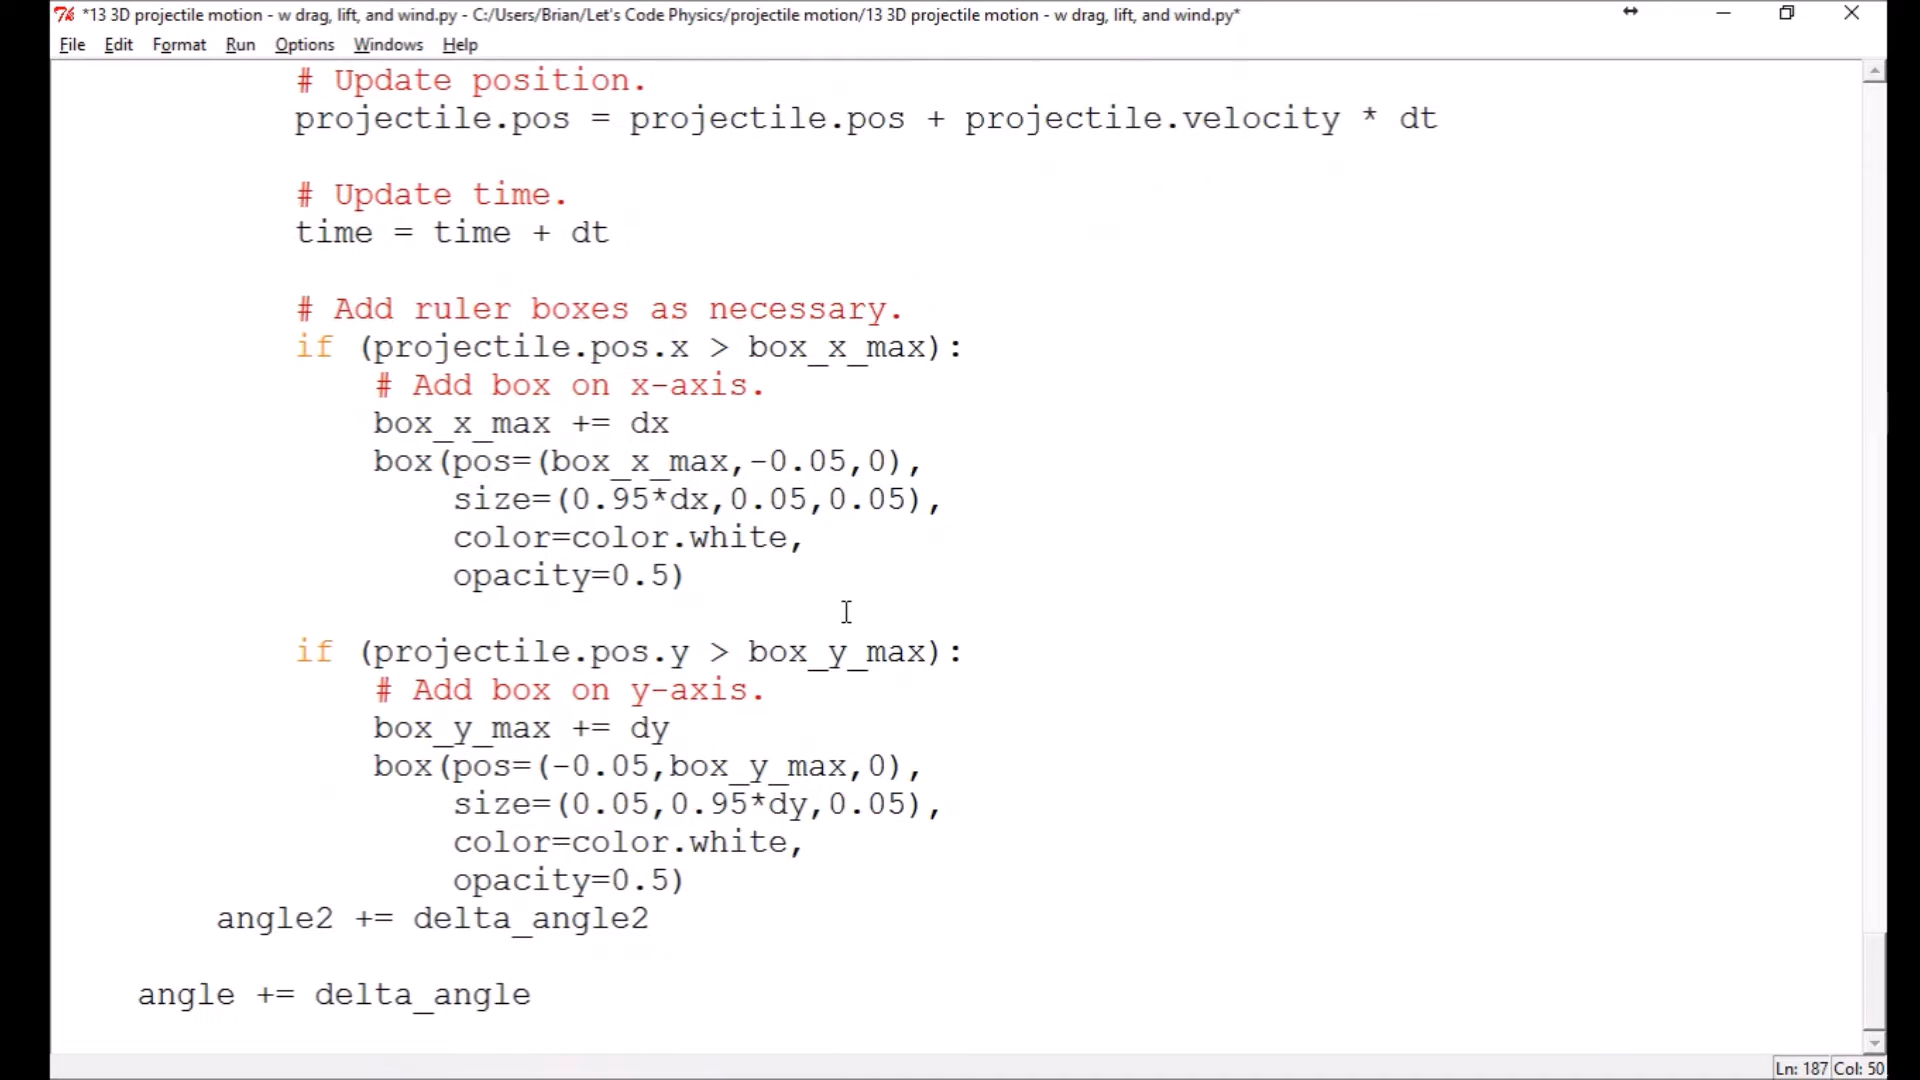 *13 3D projectile motion - w drag, lift, and wind.py - C:/Users/Brian/Let's Code Physics/projectile motion/13 3D projectile motion - w drag, lift, and wind.py*
File Edit Format Run Options Windows Help
# Update position.
projectile.pos = projectile.pos + projectile.velocity * dt
# Update time.
time = time + dt
# Add ruler boxes as necessary.
if (projectile.pos.x > box_x_max):
# Add box on x-axis.
box_x_max += dx
box(pos=(box_x_max,-0.05,0),
size=(0.95*dx,0.05,0.05),
color=color.white,
opacity=0.5)
if (projectile.pos.y > box_y_max):
# Add box on y-axis.
box_y_max += dy
box(pos=(-0.05,box_y_max,0),
size=(0.05,0.95*dy,0.05),
color=color.white,
opacity=0.5)
angle2 += delta_angle2
angle += delta_angle
Ln: 187 Col: 50